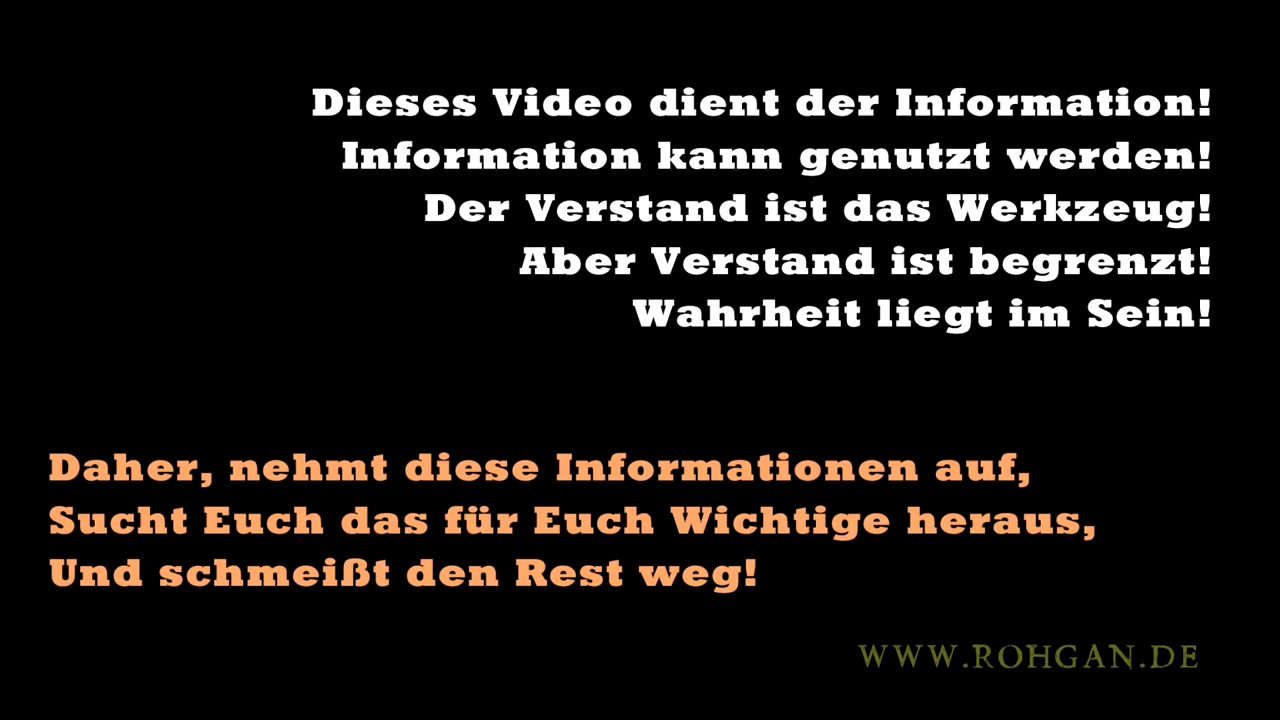 Dieses Video dient der Information!
Information kann genutzt werden!
Der Verstand ist das Werkzeug!
Aber Verstand ist begrenzt!
Wahrheit liegt im Sein!
Daher, nehmt diese Informationen auf,
Sucht Euch das für Euch Wichtige heraus,
Und schmeißt den Rest weg!
WWW.ROHGAN.DE